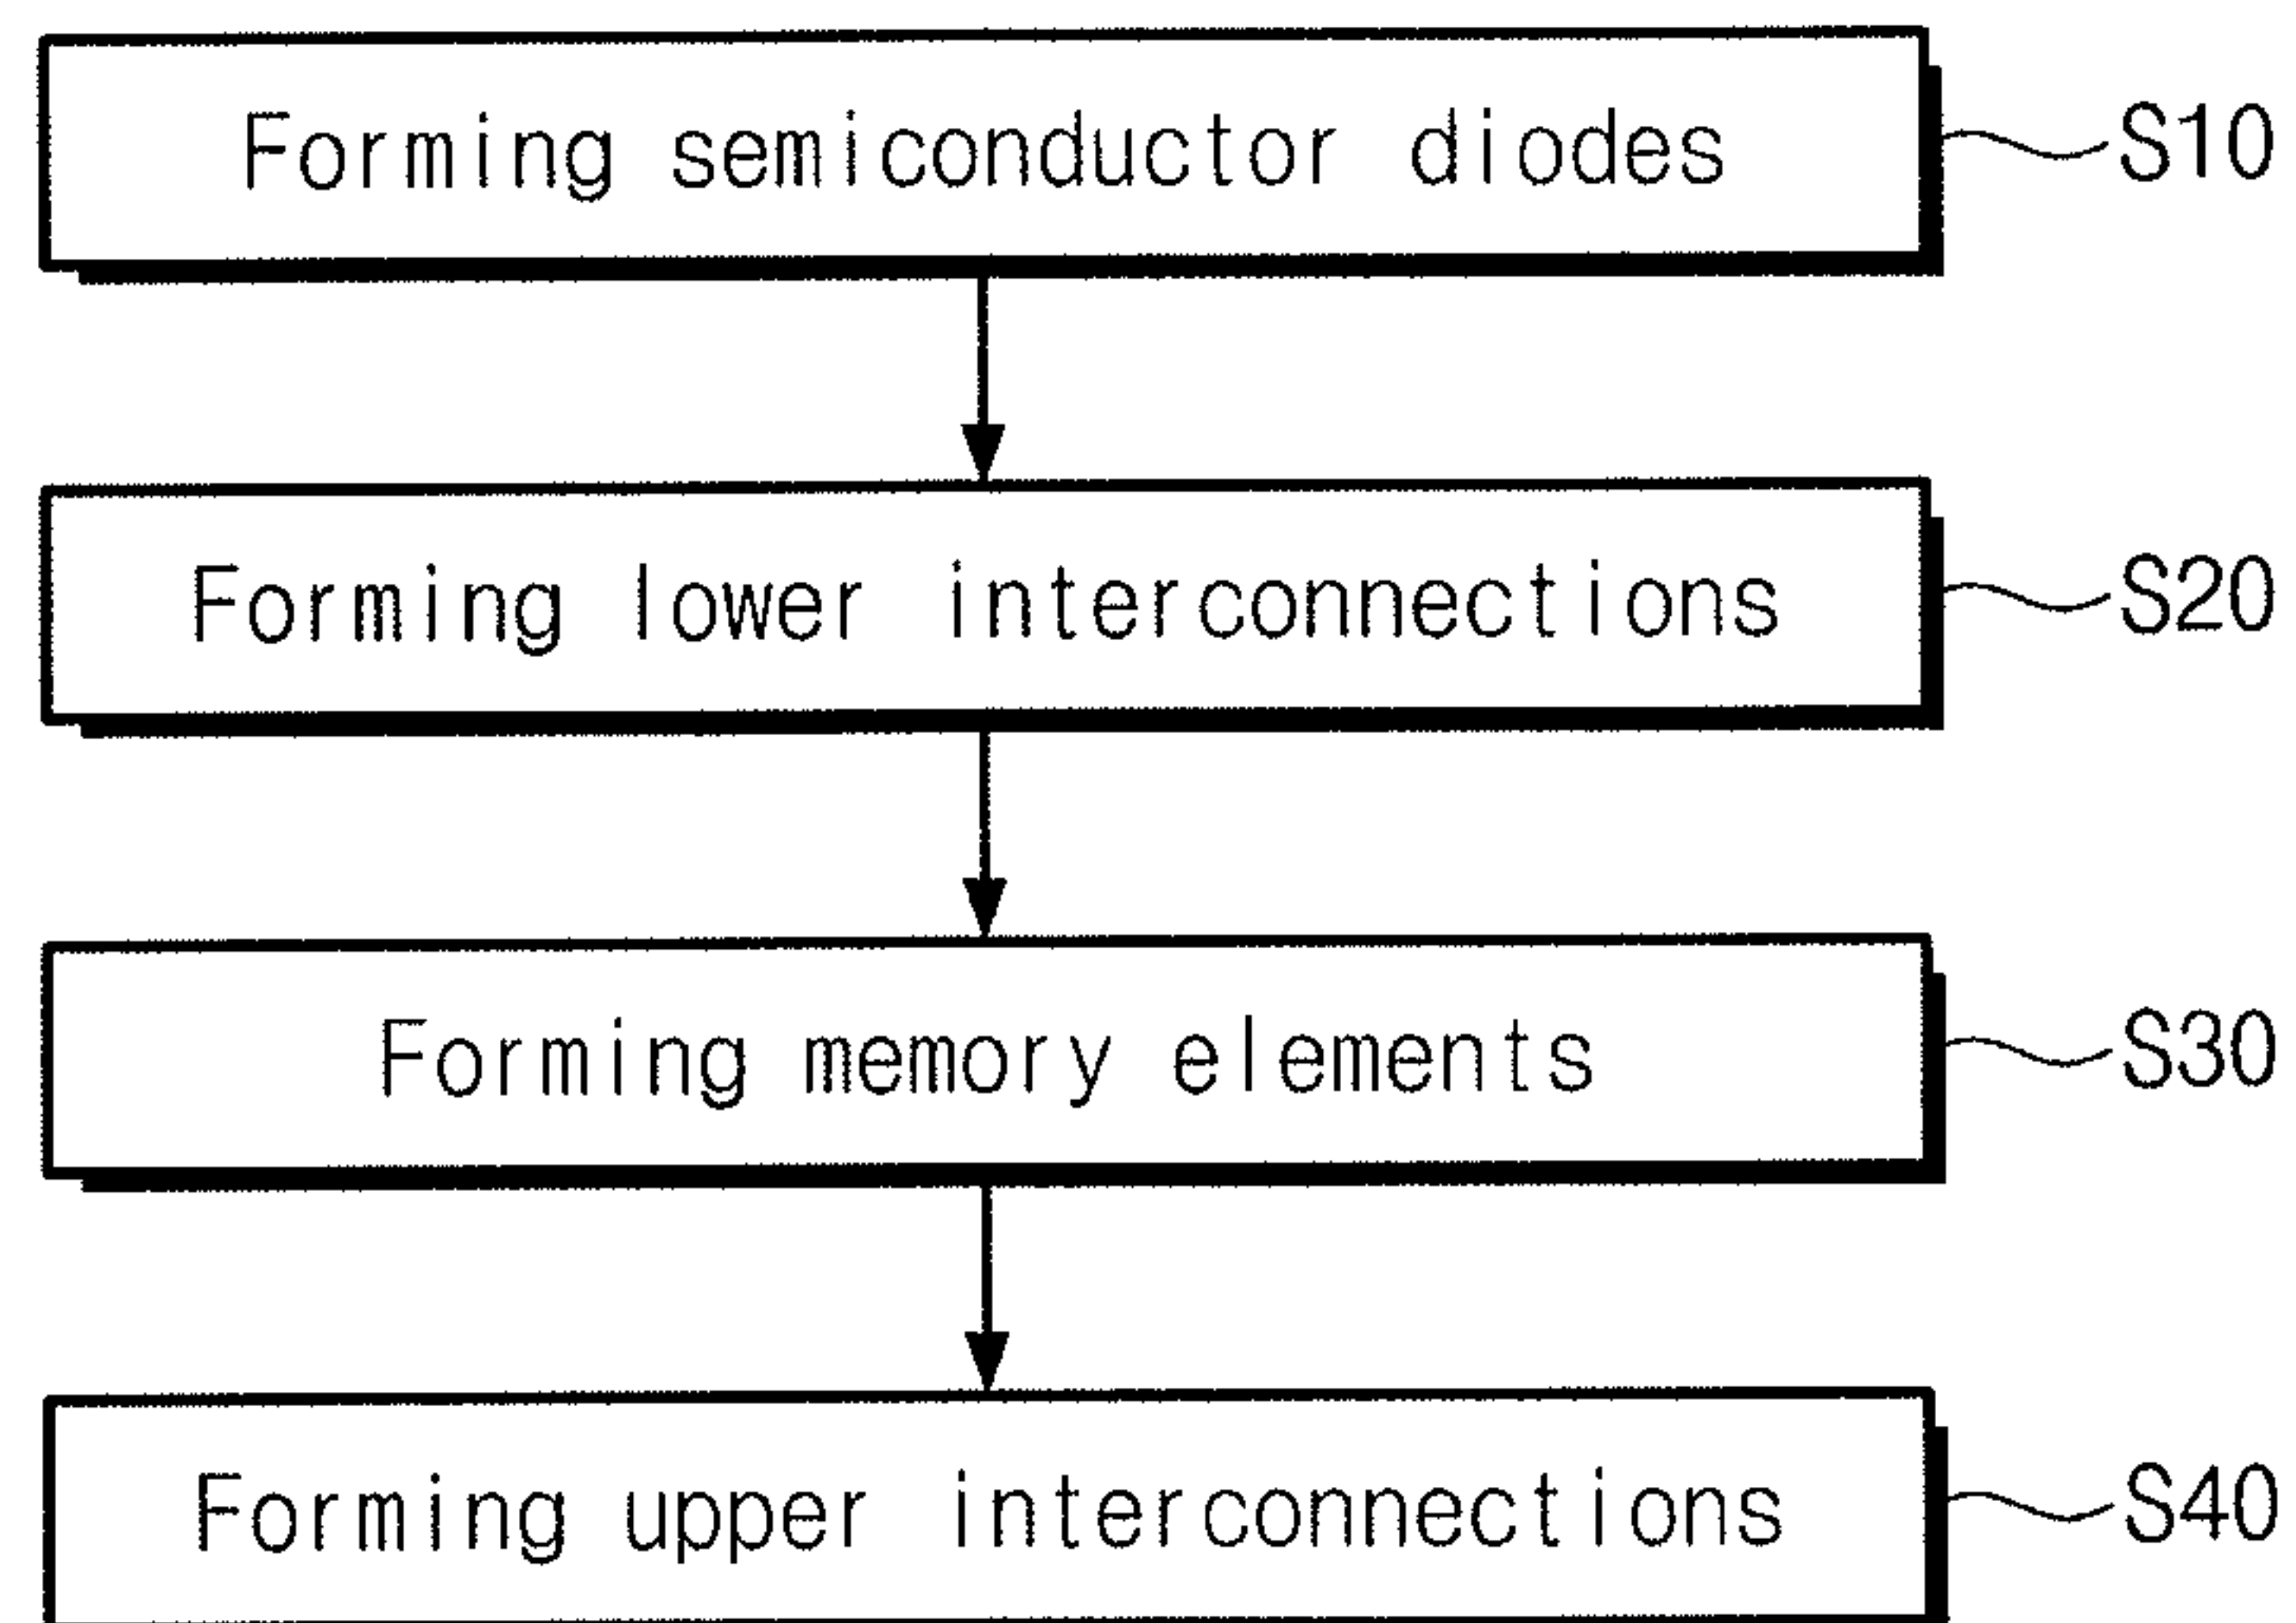 Forming semiconductor diodes S10
Forming lower interconnections S20
Forming memory elements S30
Forming upper interconnections S40